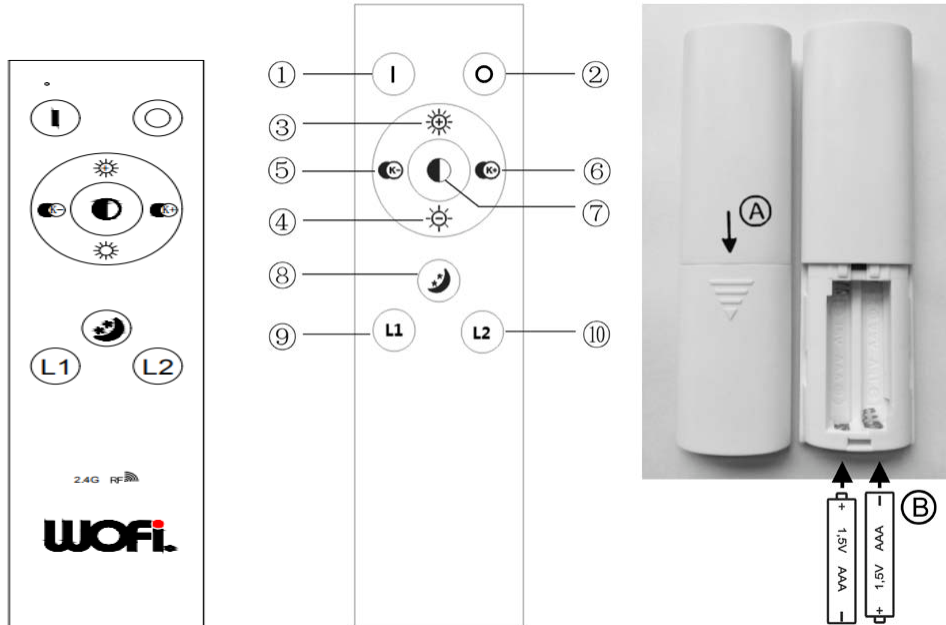 K-
K+
L1
L2
2.4G RF
WOFi
①
②
③
④
⑤
⑥
⑦
⑧
⑨
⑩
K-
K+
L1
L2
A
B
+ 1,5V AAA −
− 1,5V AAA +